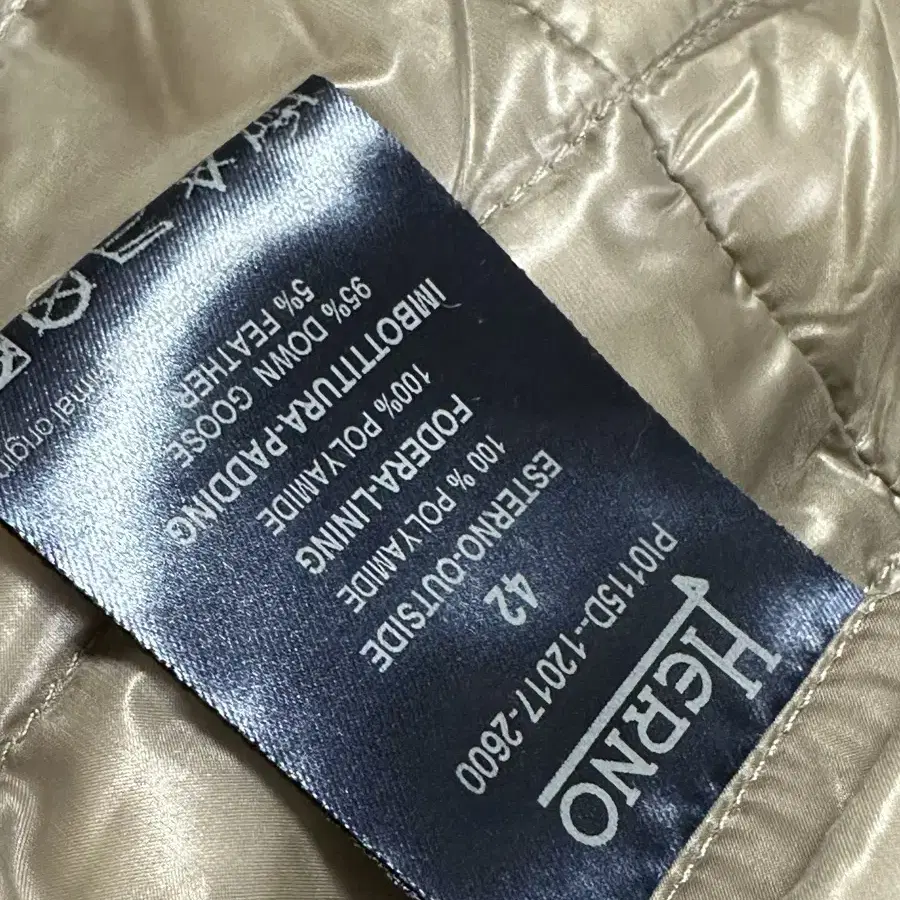 HERNO
PI0115D--12017-2600
42
ESTERNO-OUTSIDE
100 % POLYAMIDE
FODERA-LINING
100% POLYAMIDE
IMBOTTITURA-PADDING
95% DOWN GOOSE
5% FEATHER